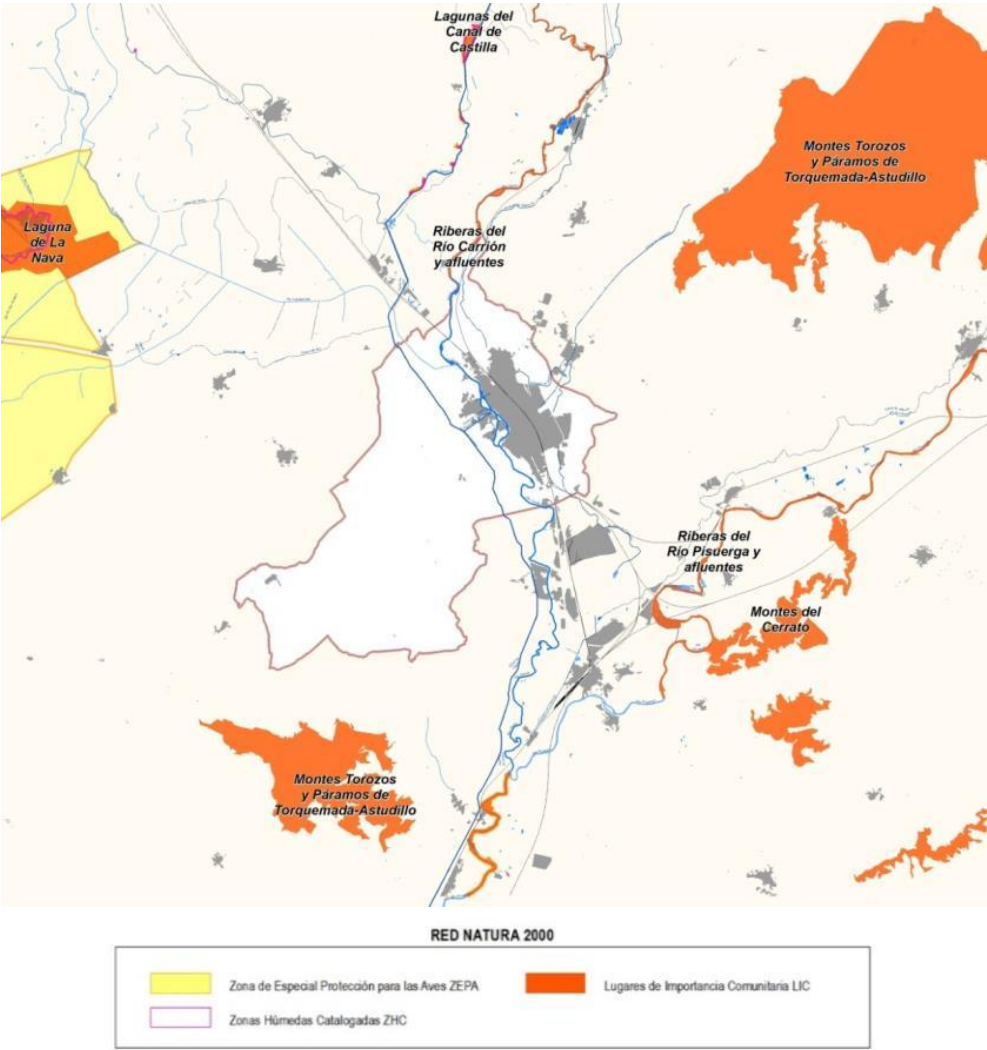 Lagunas del
Canal de
Castilla
Montes Torozos
y Páramos de
Torquemada-Astudillo
Laguna
de La
Nava
Riberas del
Río Carrión
y afluentes
Riberas del
Río Pisuerga y
afluentes
Montes del
Cerrato
Montes Torozos
y Páramos de
Torquemada-Astudillo
RED NATURA 2000
Zona de Especial Protección para las Aves ZEPA
Lugares de Importancia Comunitaria LIC
Zonas Húmedas Catalogadas ZHC